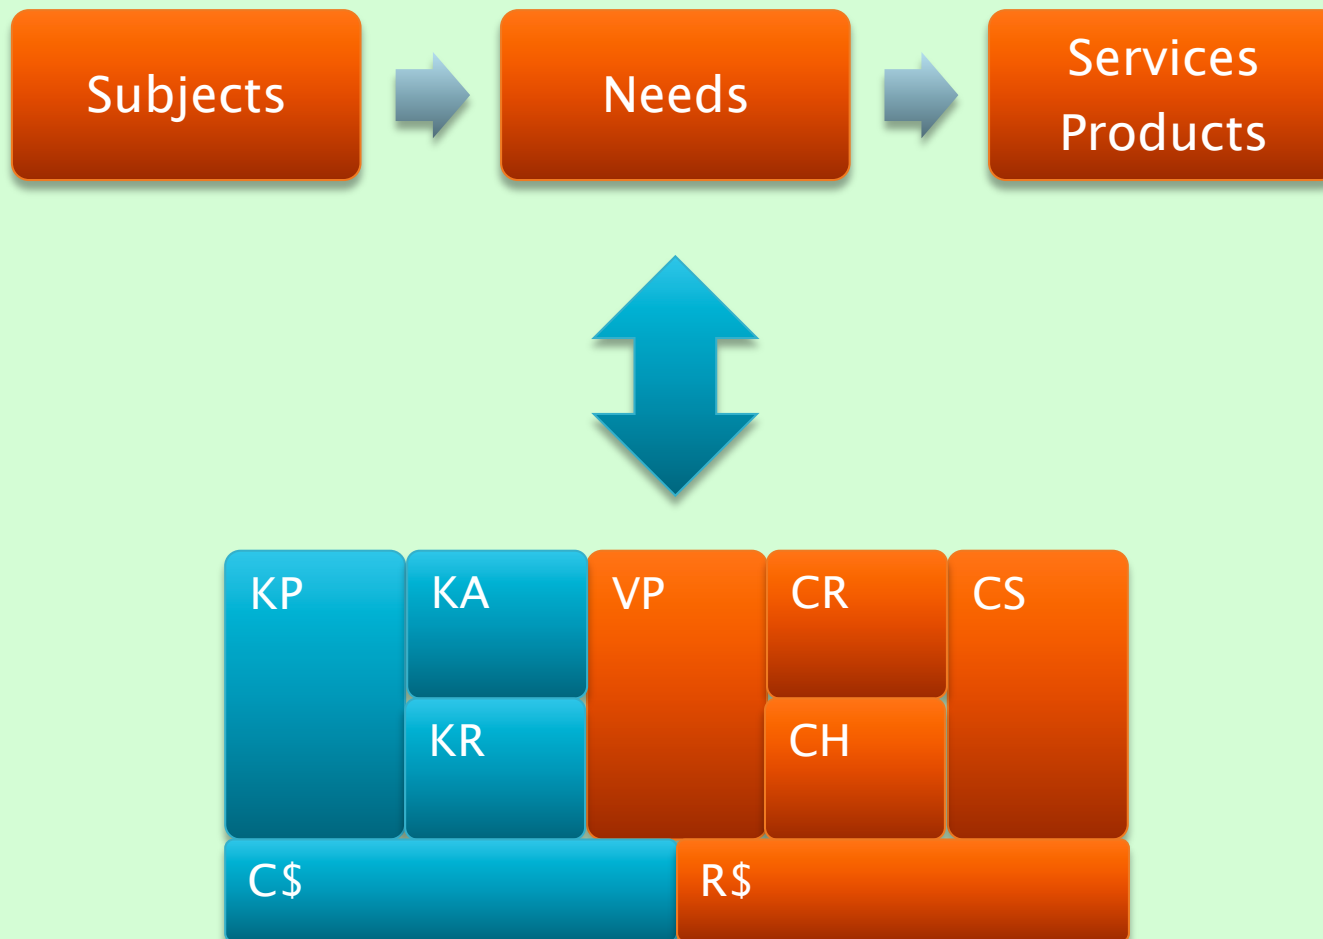 Subjects
Needs
Services
Products
KP
KA
VP
CR
CS
KR
CH
C$
R$